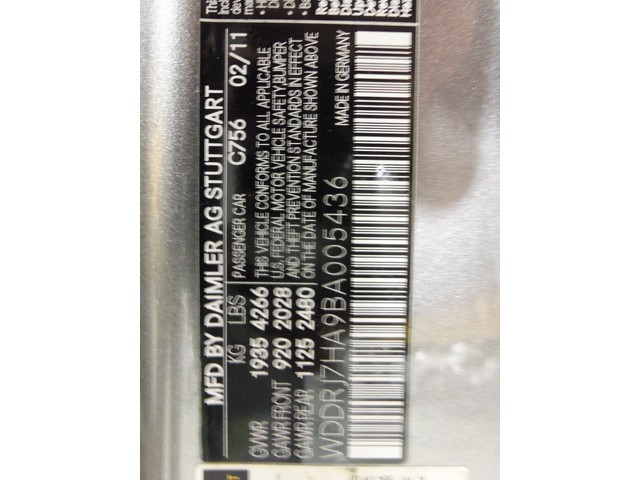 MFD BY DAIMLER AG STUTTGART
C756 02/11
KG LBS PASSENGER CAR
GVWR 1935 4266 THIS VEHICLE CONFORMS TO ALL APPLICABLE
GAWR FRONT 920 2028 U.S. FEDERAL MOTOR VEHICLE SAFETY, BUMPER
GAWR REAR 1125 2480 AND THEFT PREVENTION STANDARDS IN EFFECT
ON THE DATE OF MANUFACTURE SHOWN ABOVE
WDDRJ7HA9BA005436 MADE IN GERMANY